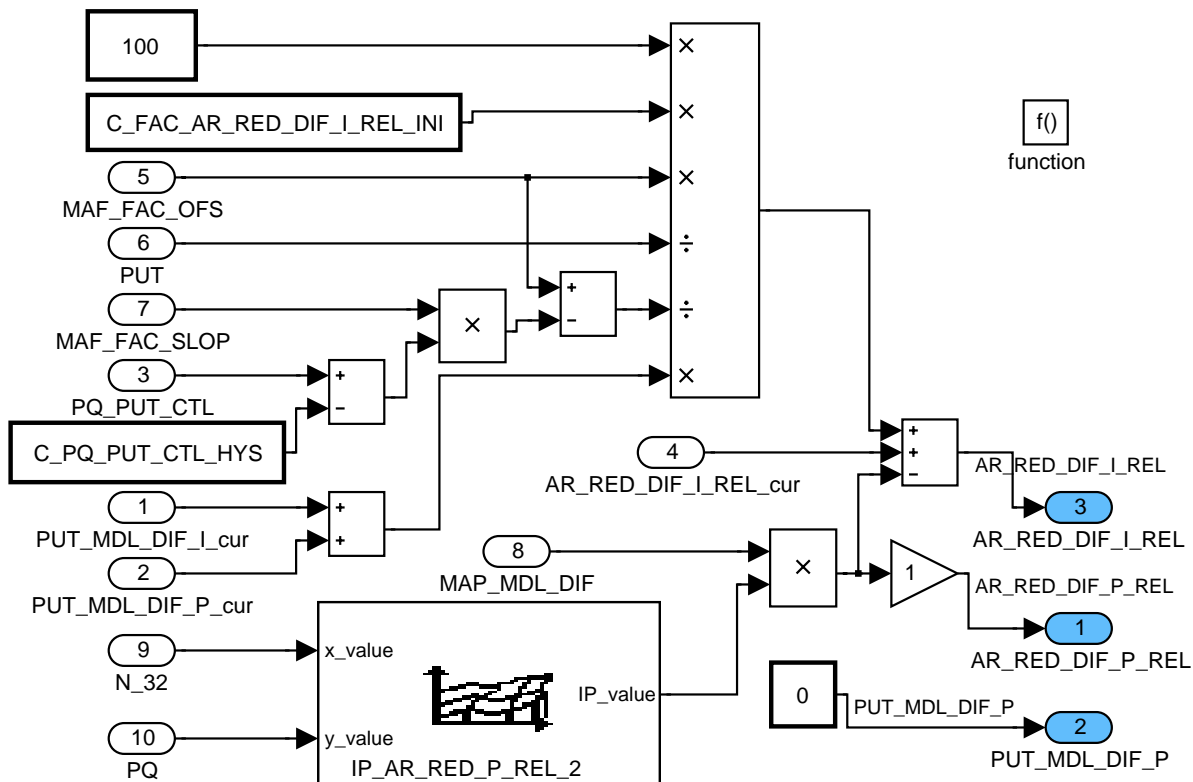 100
×
C_FAC_AR_RED_DIF_I_REL_INI
×
f()
function
5
×
MAF_FAC_OFS
6
÷
PUT
7
+
−
÷
×
MAF_FAC_SLOP
3
+
−
×
PQ_PUT_CTL
C_PQ_PUT_CTL_HYS
4
+
+
−
AR_RED_DIF_I_REL
AR_RED_DIF_I_REL_cur
1
+
+
3
PUT_MDL_DIF_I_cur
AR_RED_DIF_I_REL
2
8
×
1
PUT_MDL_DIF_P_cur
MAP_MDL_DIF
AR_RED_DIF_P_REL
1
AR_RED_DIF_P_REL
9
x_value
N_32
IP_value
0
PUT_MDL_DIF_P
2
10
y_value
PUT_MDL_DIF_P
PQ
IP_AR_RED_P_REL_2